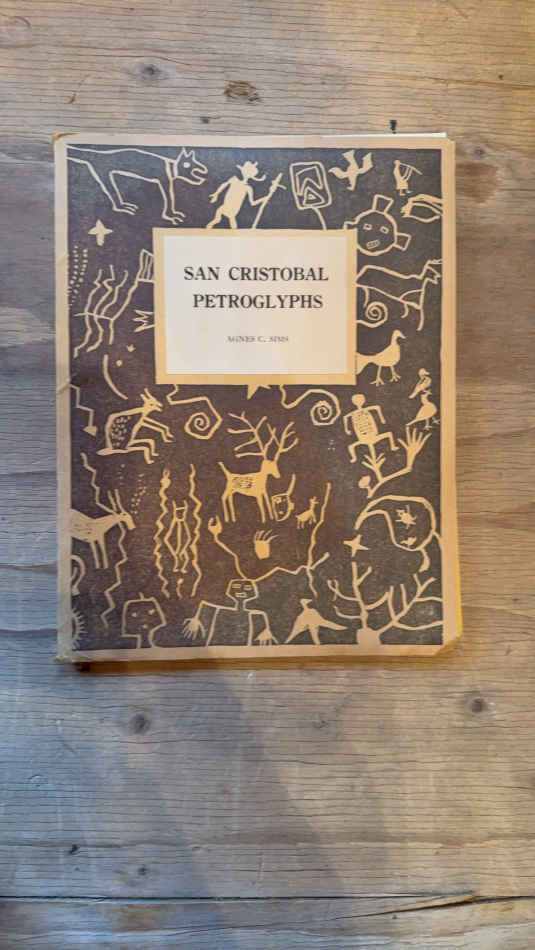 SAN CRISTOBAL
PETROGLYPHS
AGNES C. SIMS